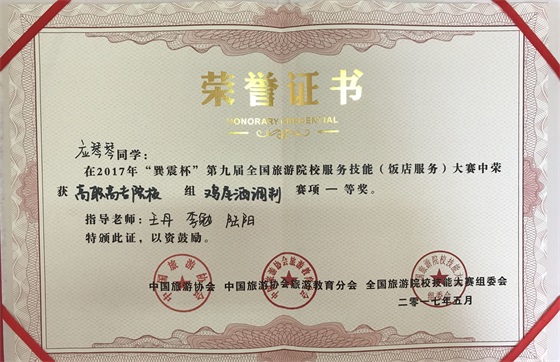 荣誉证书
HONORARY CREDENTIAL
应琴琴同学：
在2017年“巽震杯”第九届全国旅游院校服务技能（饭店服务）大赛中荣
获 高职高专院校 组 鸡尾酒调制 赛项一等奖。
指导老师：王丹 李勉 阮阳
特颁此证，以资鼓励。
中国旅游协会 中国旅游协会旅游教育分会 全国旅游院校技能大赛组委会
二〇一七年五月